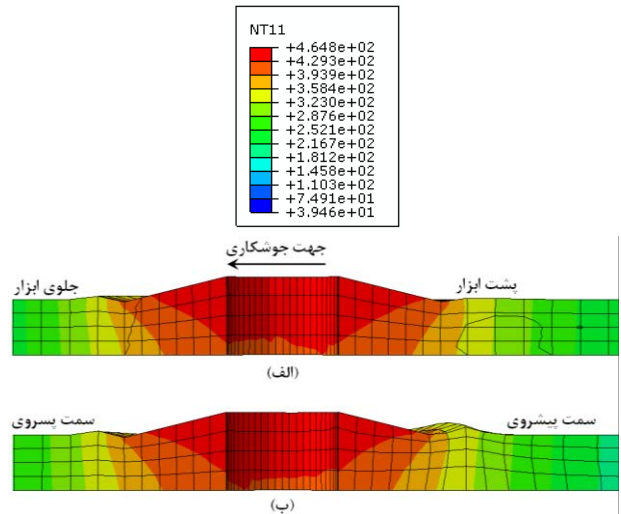 NT11
+4.648e+02
+4.293e+02
+3.939e+02
+3.584e+02
+3.230e+02
+2.876e+02
+2.521e+02
+2.167e+02
+1.812e+02
+1.458e+02
+1.103e+02
+7.491e+01
+3.946e+01
جهت جوشکاری
جلوی ابزار
پشت ابزار
(الف)
سمت پسروی
سمت پیشروی
(ب)